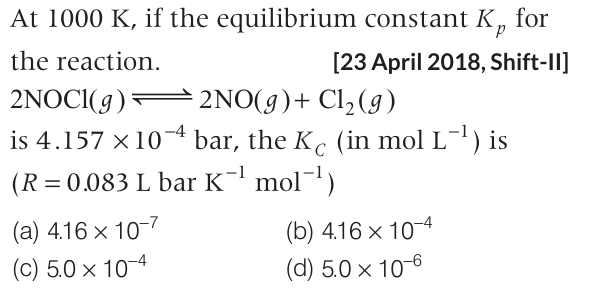 At 1000 K, if the equilibrium constant Kₚ for
the reaction. [23 April 2018, Shift-II]
2NOCl(g) ⇌ 2NO(g) + Cl₂(g)
is 4.157 × 10⁻⁴ bar, the K_C (in mol L⁻¹) is
(R = 0.083 L bar K⁻¹ mol⁻¹)
(a) 4.16 × 10⁻⁷ (b) 4.16 × 10⁻⁴
(c) 5.0 × 10⁻⁴ (d) 5.0 × 10⁻⁶